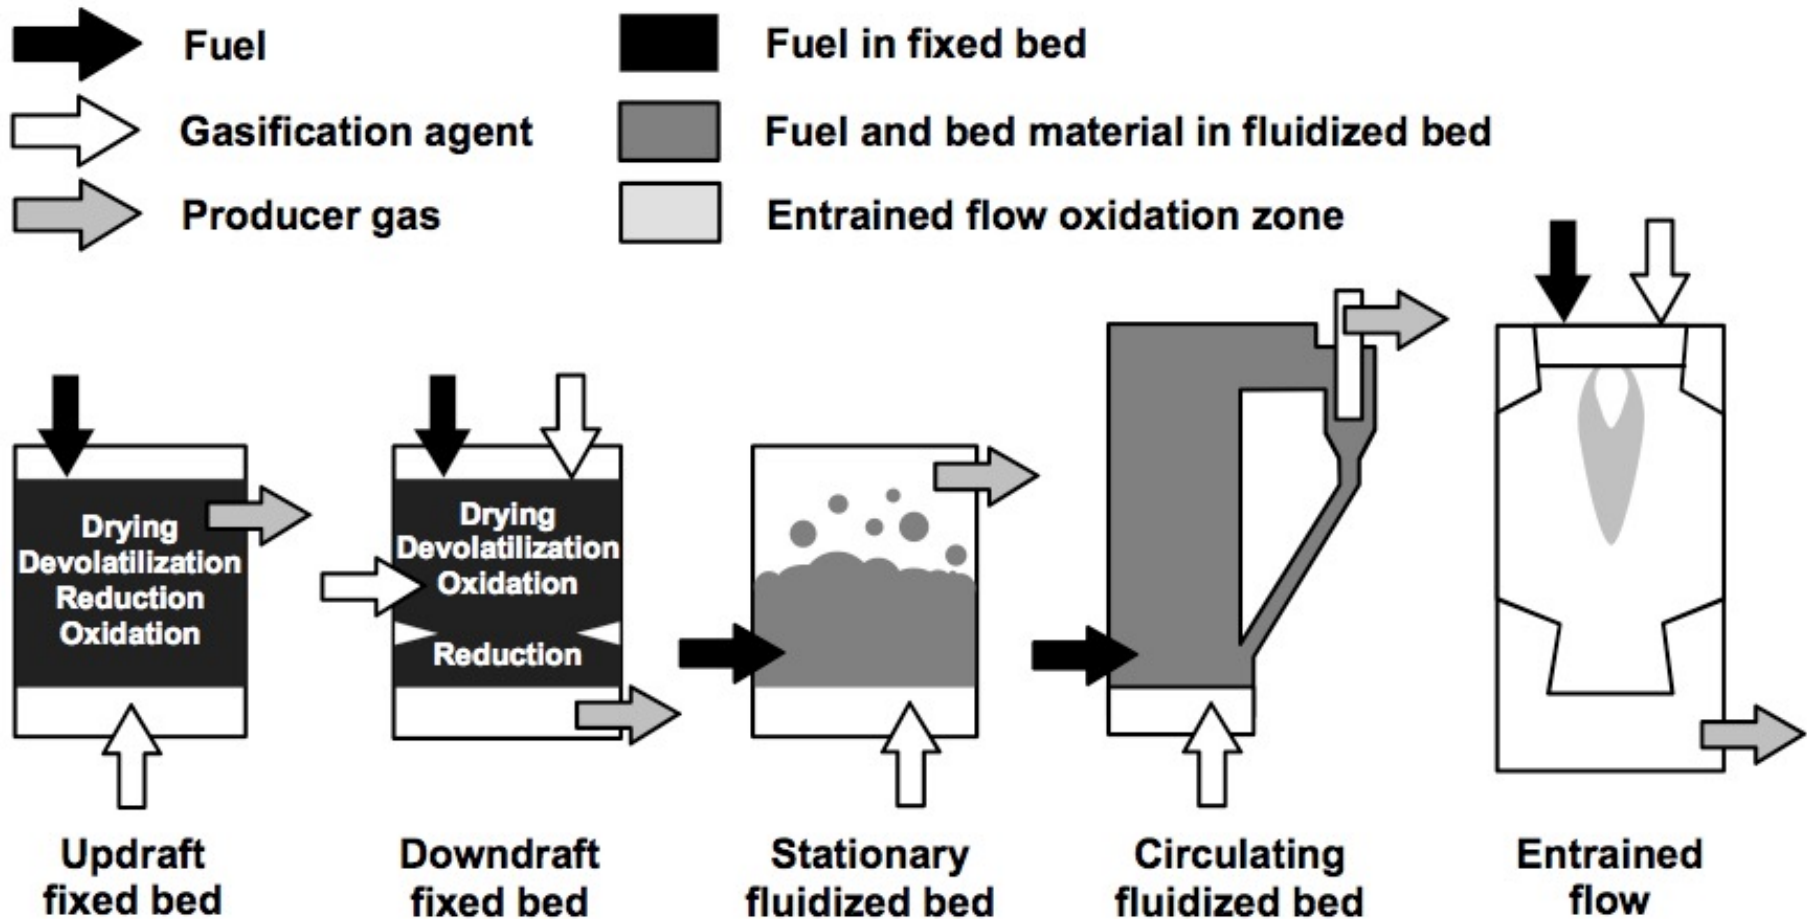 Fuel
Fuel in fixed bed
Gasification agent
Fuel and bed material in fluidized bed
Producer gas
Entrained flow oxidation zone
Drying
Devolatilization
Reduction
Oxidation
Drying
Devolatilization
Oxidation
Reduction
Updraft
fixed bed
Downdraft
fixed bed
Stationary
fluidized bed
Circulating
fluidized bed
Entrained
flow